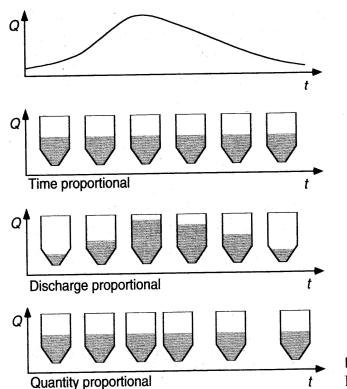 Q
t
Q
Time proportional
t
Q
Discharge proportional
t
Q
Quantity proportional
t